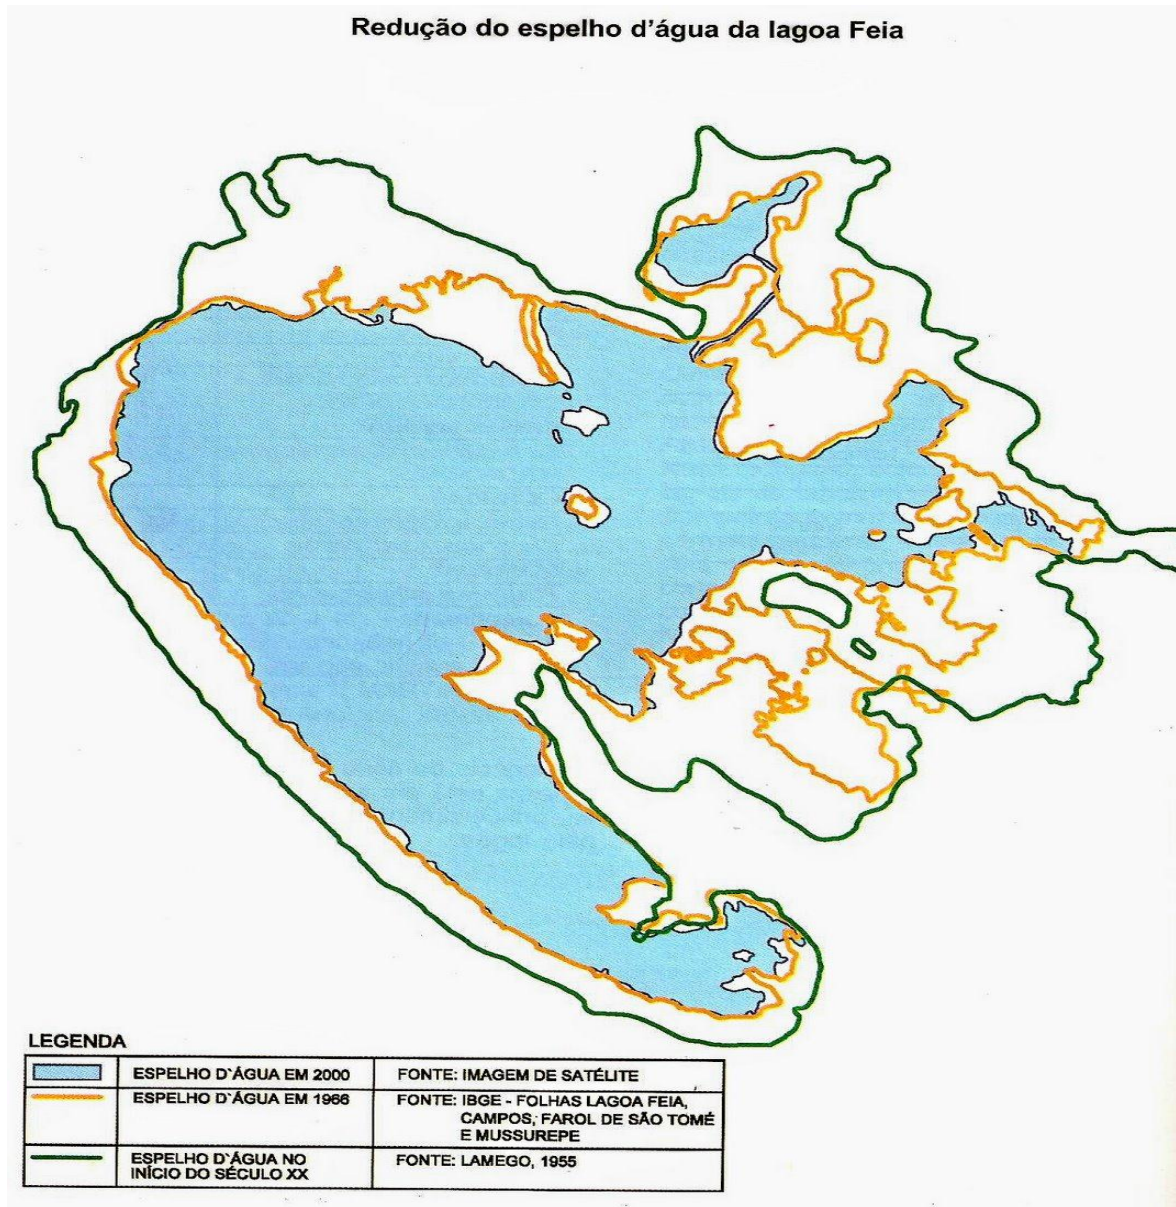 Redução do espelho d'água da lagoa Feia
LEGENDA
ESPELHO D`ÁGUA EM 2000
FONTE: IMAGEM DE SATÉLITE
ESPELHO D`ÁGUA EM 1966
FONTE: IBGE - FOLHAS LAGOA FEIA,
CAMPOS, FAROL DE SÃO TOMÉ
E MUSSUREPE
ESPELHO D`ÁGUA NO
INÍCIO DO SÉCULO XX
FONTE: LAMEGO, 1955